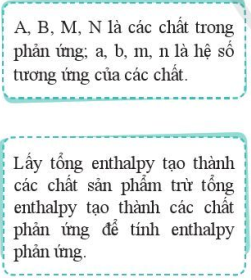 A, B, M, N là các chất trong
phản ứng; a, b, m, n là hệ số
tương ứng của các chất.
Lấy tổng enthalpy tạo thành
các chất sản phẩm trừ tổng
enthalpy tạo thành các chất
phản ứng để tính enthalpy
phản ứng.